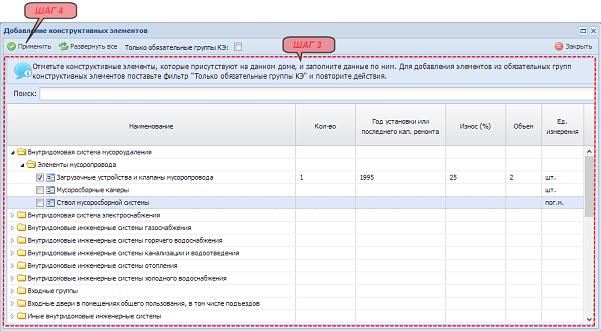 ШАГ 4
Добавление конструктивных элементов
Применить Развернуть все Только обязательные группы КЭ: Закрыть
ШАГ 3
Отметьте конструктивные элементы, которые присутствуют на данном доме, и заполните данные по ним. Для добавления элементов из обязательных групп
конструктивных элементов поставьте фильтр "Только обязательные группы КЭ" и повторите действия.
Поиск:
Наименование Кол-во Год установки или последнего кап. ремонта Износ (%) Объем Ед. измерения
Внутридомовая система мусороудаления
Элементы мусоропровода
Загрузочные устройства и клапаны мусоропровода 1 1995 25 2 шт.
Мусоросборные камеры шт.
Ствол мусоросборной системы пог.м.
Внутридомовая система электроснабжения
Внутридомовые инженерные системы газоснабжения
Внутридомовые инженерные системы горячего водоснабжения
Внутридомовые инженерные системы канализации и водоотведения
Внутридомовые инженерные системы отопления
Внутридомовые инженерные системы холодного водоснабжения
Входные группы
Входные двери в помещениях общего пользования, в том числе подъездов
Иные внутридомовые инженерные системы